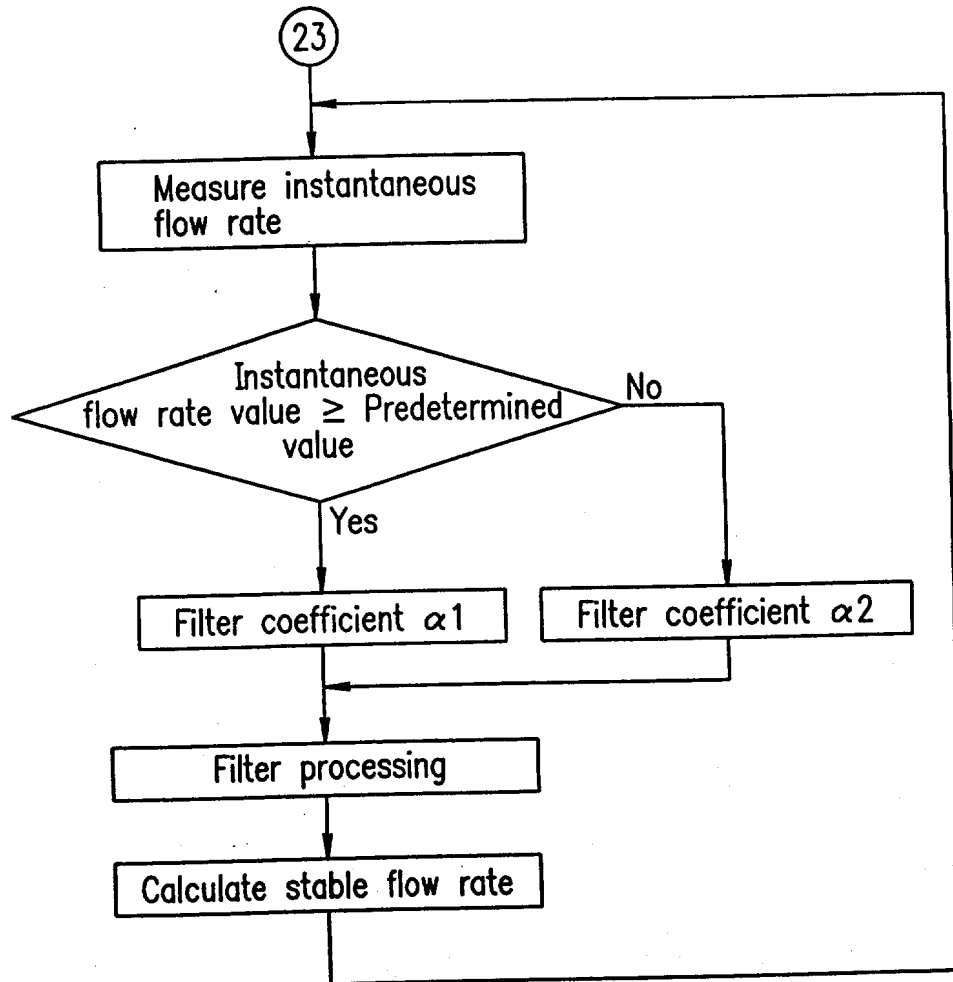 23
Measure instantaneous
flow rate
Instantaneous
flow rate value ≥ Predetermined
value
No
Yes
Filter coefficient α1
Filter coefficient α2
Filter processing
Calculate stable flow rate